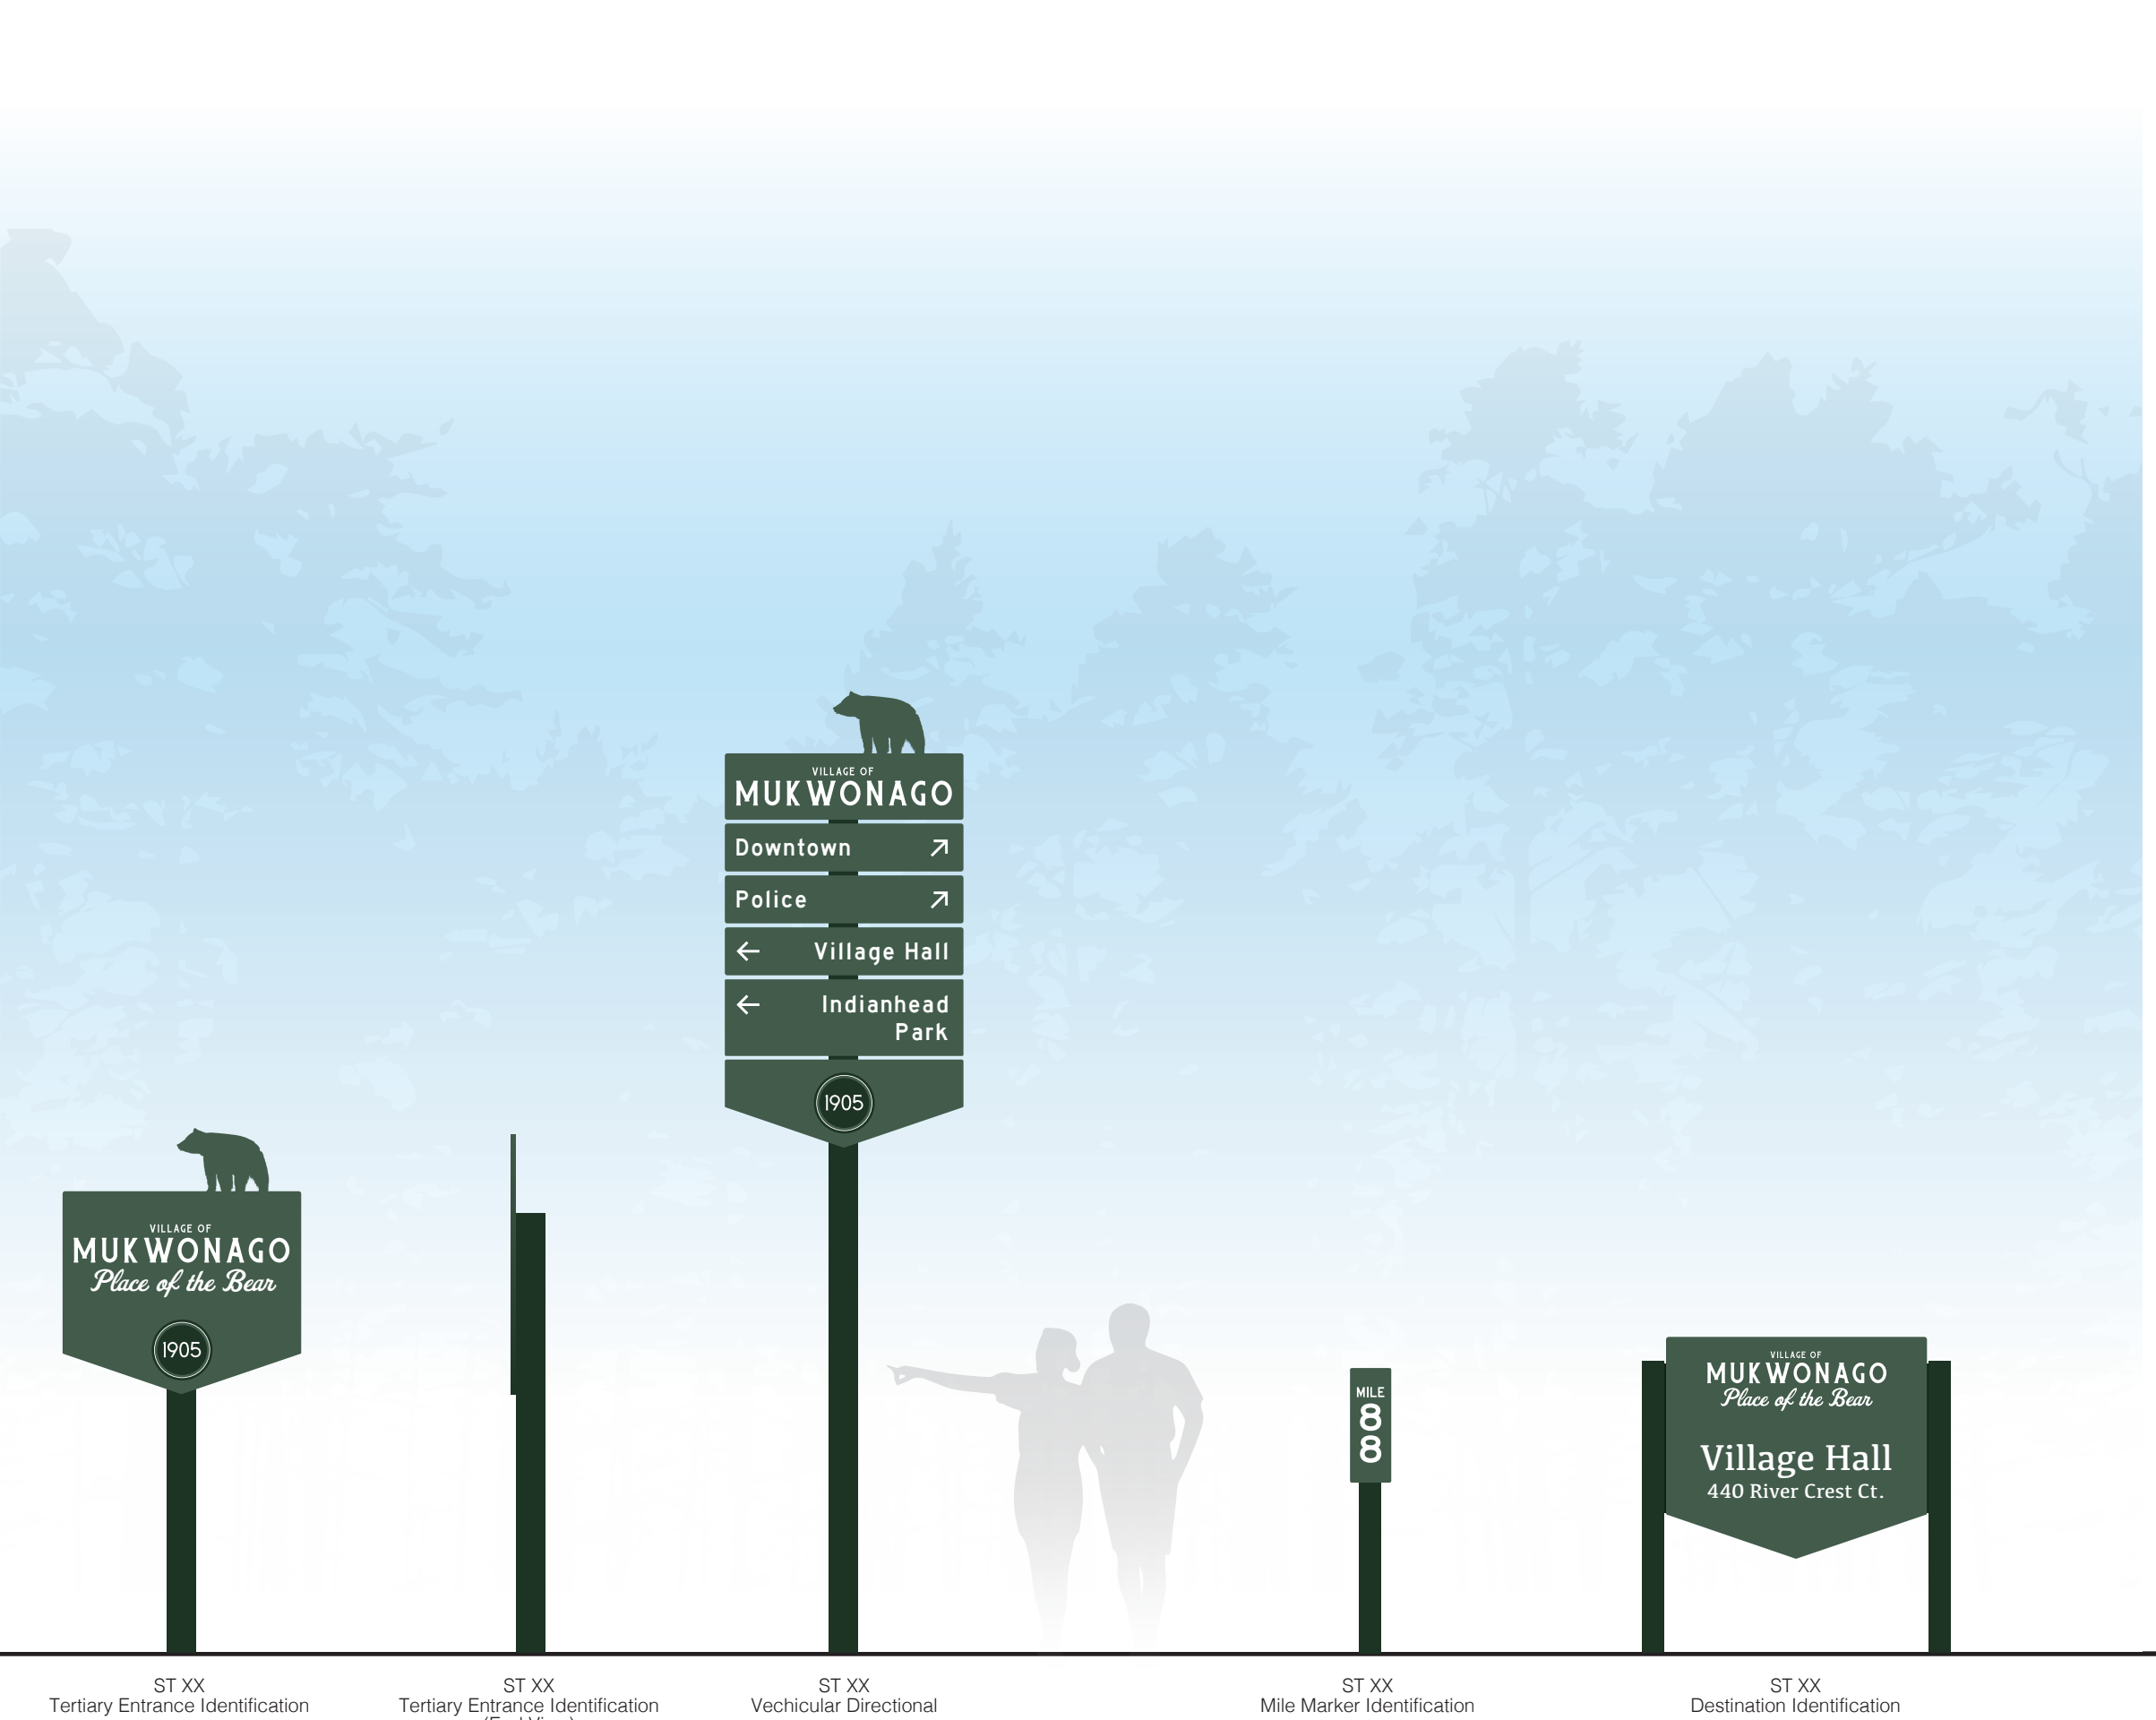 VILLAGE OF
MUKWONAGO
Place of the Bear
1905
VILLAGE OF
MUKWONAGO
Downtown
Police
Village Hall
Indianhead
Park
1905
MILE
8
8
VILLAGE OF
MUKWONAGO
Place of the Bear
Village Hall
440 River Crest Ct.
ST XX
Tertiary Entrance Identification
ST XX
Tertiary Entrance Identification
ST XX
Vechicular Directional
ST XX
Mile Marker Identification
ST XX
Destination Identification